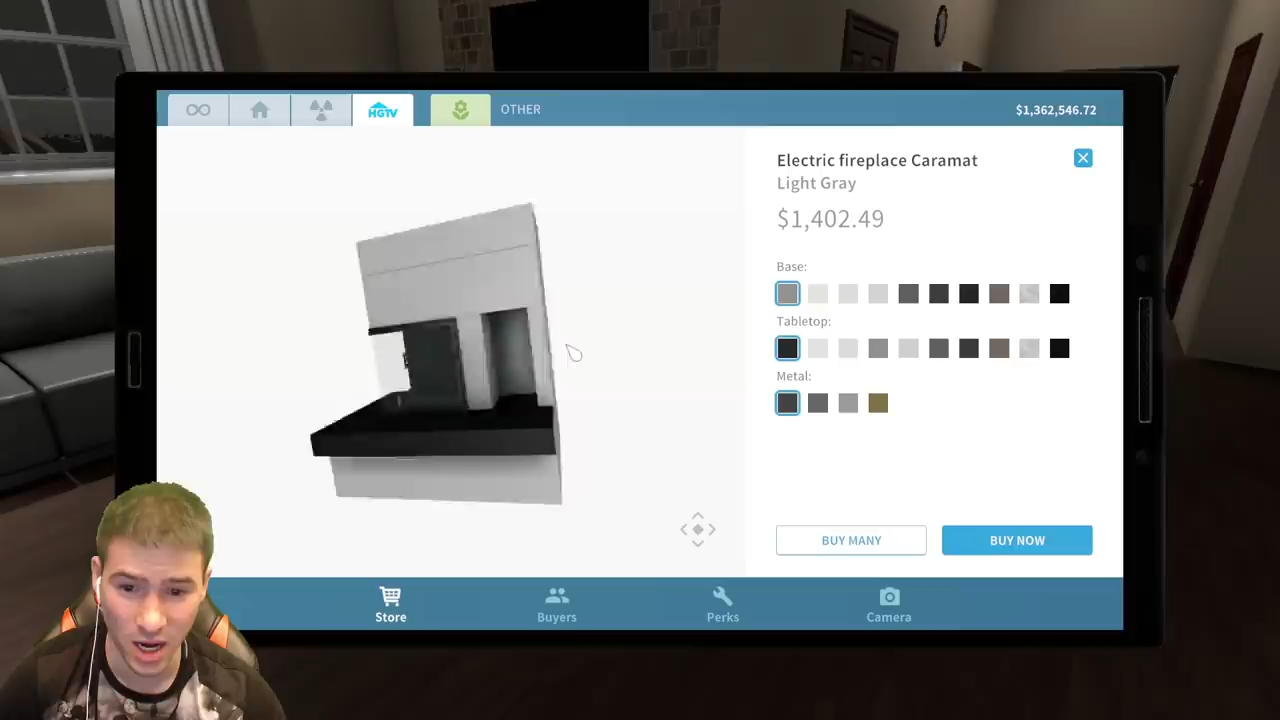 HGTV
OTHER
$1,362,546.72
Electric fireplace Caramat
Light Gray
$1,402.49
Base:
Tabletop:
Metal:
BUY MANY
BUY NOW
Store
Buyers
Perks
Camera